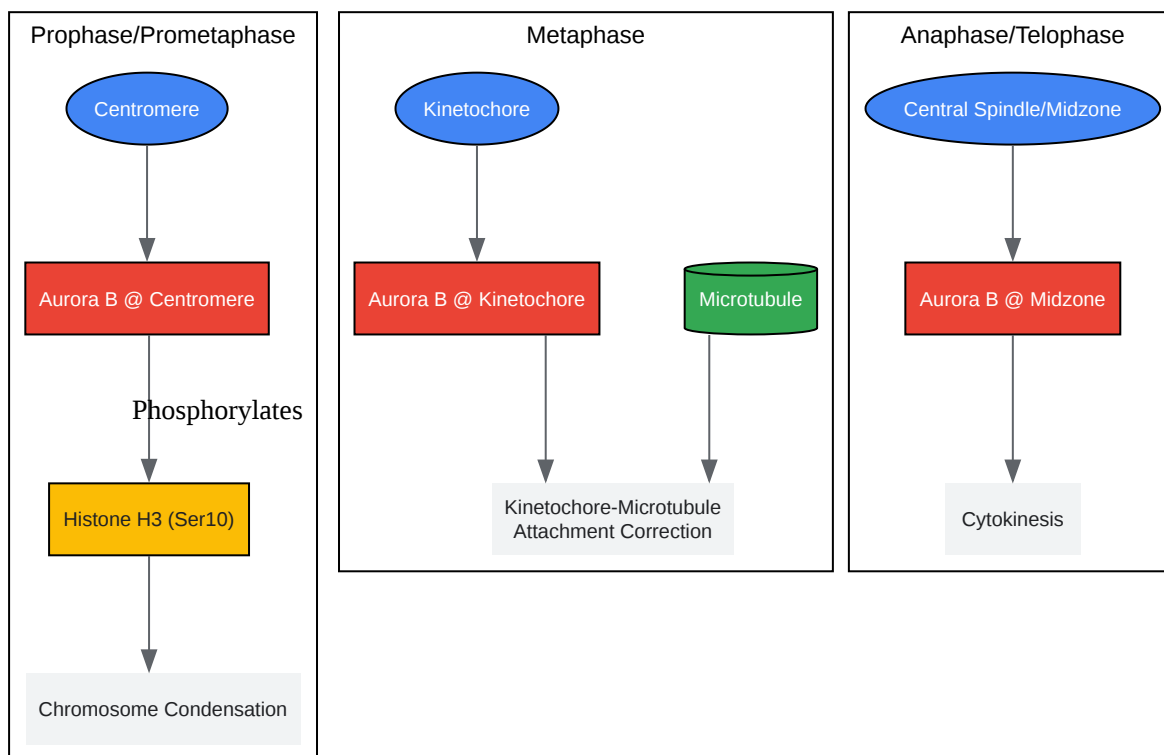 Prophase/Prometaphase
Centromere
Aurora B @ Centromere
Phosphorylates
Histone H3 (Ser10)
Chromosome Condensation
Metaphase
Kinetochore
Aurora B @ Kinetochore
Microtubule
Kinetochore-Microtubule
Attachment Correction
Anaphase/Telophase
Central Spindle/Midzone
Aurora B @ Midzone
Cytokinesis